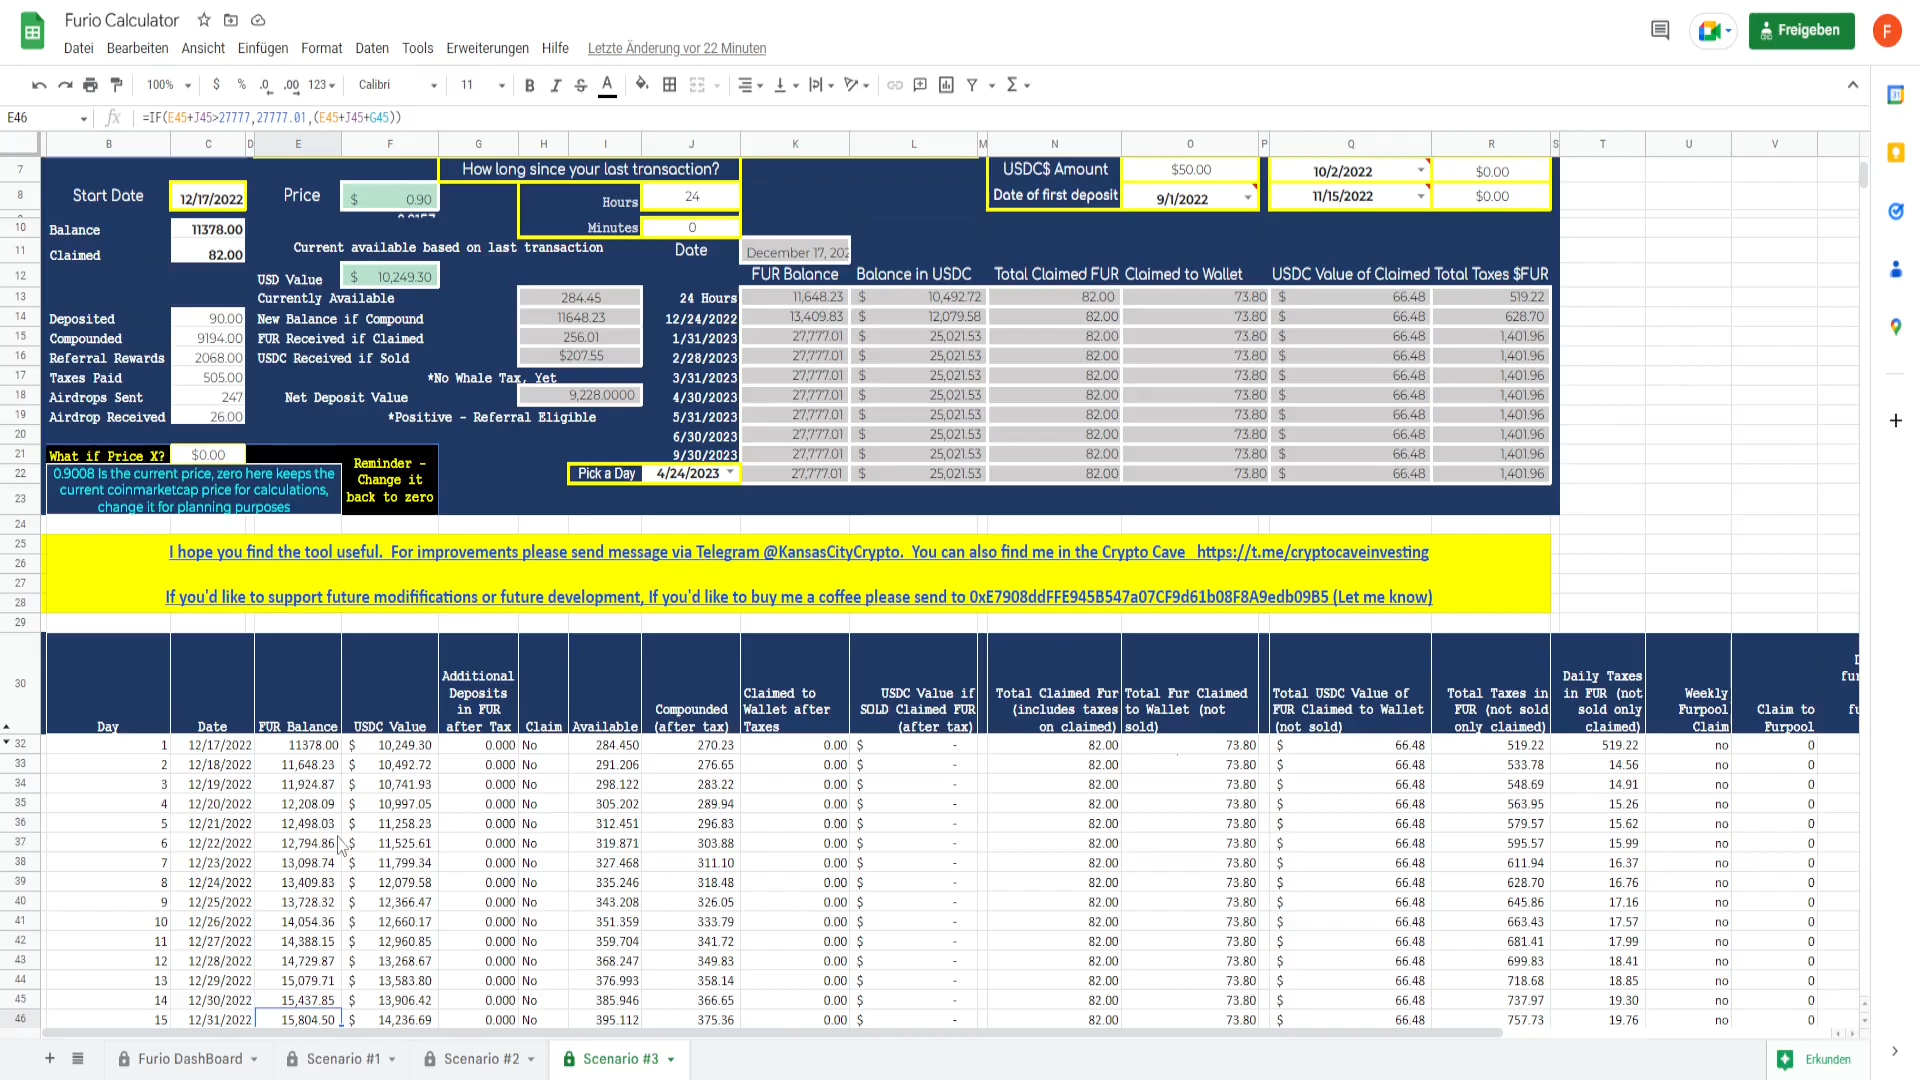 Furio Calculator
Datei Bearbeiten Ansicht Einfügen Format Daten Tools Erweiterungen Hilfe Letzte Änderung vor 22 Minuten
Freigeben
F
100% $ % .0 .00 123 Calibri 11 B I S A
E46 fx =IF(E45+J45>27777,27777.01,(E45+J45+G45))
B C D E F G H I J K L M N O P Q R S T U V
7 How long since your last transaction? USDC$ Amount $50.00 10/2/2022 $0.00
8 Start Date 12/17/2022 Price $ 0.90 Hours 24 Date of first deposit 9/1/2022 11/15/2022 $0.00
10 Balance 11378.00 Minutes 0
11 Claimed 82.00 Current available based on last transaction Date December 17, 202
12 USD Value $ 10,249.30 FUR Balance Balance in USDC Total Claimed FUR Claimed to Wallet USDC Value of Claimed Total Taxes $FUR
13 Currently Available 284.45 24 Hours 11,648.23 $ 10,492.72 82.00 73.80 $ 66.48 519.22
14 Deposited 90.00 New Balance if Compound 11648.23 12/24/2022 13,409.83 $ 12,079.58 82.00 73.80 $ 66.48 628.70
15 Compounded 9194.00 FUR Received if Claimed 256.01 1/31/2023 27,777.01 $ 25,021.53 82.00 73.80 $ 66.48 1,401.96
16 Referral Rewards 2068.00 USDC Received if Sold $207.55 2/28/2023 27,777.01 $ 25,021.53 82.00 73.80 $ 66.48 1,401.96
17 Taxes Paid 505.00 *No Whale Tax, Yet 3/31/2023 27,777.01 $ 25,021.53 82.00 73.80 $ 66.48 1,401.96
18 Airdrops Sent 247 Net Deposit Value 9,228.0000 4/30/2023 27,777.01 $ 25,021.53 82.00 73.80 $ 66.48 1,401.96
19 Airdrop Received 26.00 *Positive - Referral Eligible 5/31/2023 27,777.01 $ 25,021.53 82.00 73.80 $ 66.48 1,401.96
20 6/30/2023 27,777.01 $ 25,021.53 82.00 73.80 $ 66.48 1,401.96
21 What if Price X? $0.00 9/30/2023 27,777.01 $ 25,021.53 82.00 73.80 $ 66.48 1,401.96
22 Pick a Day 4/24/2023 27,777.01 $ 25,021.53 82.00 73.80 $ 66.48 1,401.96
0.9008 Is the current price, zero here keeps the
current coinmarketcap price for calculations,
change it for planning purposes
Reminder -
Change it
back to zero
23
24
25 I hope you find the tool useful. For improvements please send message via Telegram @KansasCityCrypto. You can also find me in the Crypto Cave https://t.me/cryptocaveinvesting
26
27
28 If you'd like to support future modififications or future development, If you'd like to buy me a coffee please send to 0xE7908ddFFE945B547a07CF9d61b08F8A9edb09B5 (Let me know)
29
30 Day Date FUR Balance USDC Value Additional Deposits in FUR after Tax Claim Available Compounded (after tax) Claimed to Wallet after Taxes USDC Value if SOLD Claimed FUR (after tax) Total Claimed Fur (includes taxes on claimed) Total Fur Claimed to Wallet (not sold) Total USDC Value of FUR Claimed to Wallet (not sold) Total Taxes in FUR (not sold only claimed) Daily Taxes in FUR (not sold only claimed) Weekly Furpool Claim Claim to Furpool
32 1 12/17/2022 11378.00 $ 10,249.30 0.000 No 284.450 270.23 0.00 $ - 82.00 73.80 $ 66.48 519.22 519.22 no 0
33 2 12/18/2022 11,648.23 $ 10,492.72 0.000 No 291.206 276.65 0.00 $ - 82.00 73.80 $ 66.48 533.78 14.56 no 0
34 3 12/19/2022 11,924.87 $ 10,741.93 0.000 No 298.122 283.22 0.00 $ - 82.00 73.80 $ 66.48 548.69 14.91 no 0
35 4 12/20/2022 12,208.09 $ 10,997.05 0.000 No 305.202 289.94 0.00 $ - 82.00 73.80 $ 66.48 563.95 15.26 no 0
36 5 12/21/2022 12,498.03 $ 11,258.23 0.000 No 312.451 296.83 0.00 $ - 82.00 73.80 $ 66.48 579.57 15.62 no 0
37 6 12/22/2022 12,794.86 $ 11,525.61 0.000 No 319.871 303.88 0.00 $ - 82.00 73.80 $ 66.48 595.57 15.99 no 0
38 7 12/23/2022 13,098.74 $ 11,799.34 0.000 No 327.468 311.10 0.00 $ - 82.00 73.80 $ 66.48 611.94 16.37 no 0
39 8 12/24/2022 13,409.83 $ 12,079.58 0.000 No 335.246 318.48 0.00 $ - 82.00 73.80 $ 66.48 628.70 16.76 no 0
40 9 12/25/2022 13,728.32 $ 12,366.47 0.000 No 343.208 326.05 0.00 $ - 82.00 73.80 $ 66.48 645.86 17.16 no 0
41 10 12/26/2022 14,054.36 $ 12,660.17 0.000 No 351.359 333.79 0.00 $ - 82.00 73.80 $ 66.48 663.43 17.57 no 0
42 11 12/27/2022 14,388.15 $ 12,960.85 0.000 No 359.704 341.72 0.00 $ - 82.00 73.80 $ 66.48 681.41 17.99 no 0
43 12 12/28/2022 14,729.87 $ 13,268.67 0.000 No 368.247 349.83 0.00 $ - 82.00 73.80 $ 66.48 699.83 18.41 no 0
44 13 12/29/2022 15,079.71 $ 13,583.80 0.000 No 376.993 358.14 0.00 $ - 82.00 73.80 $ 66.48 718.68 18.85 no 0
45 14 12/30/2022 15,437.85 $ 13,906.42 0.000 No 385.946 366.65 0.00 $ - 82.00 73.80 $ 66.48 737.97 19.30 no 0
46 15 12/31/2022 15,804.50 $ 14,236.69 0.000 No 395.112 375.36 0.00 $ - 82.00 73.80 $ 66.48 757.73 19.76 no 0
Furio DashBoard Scenario #1 Scenario #2 Scenario #3 Erkunden